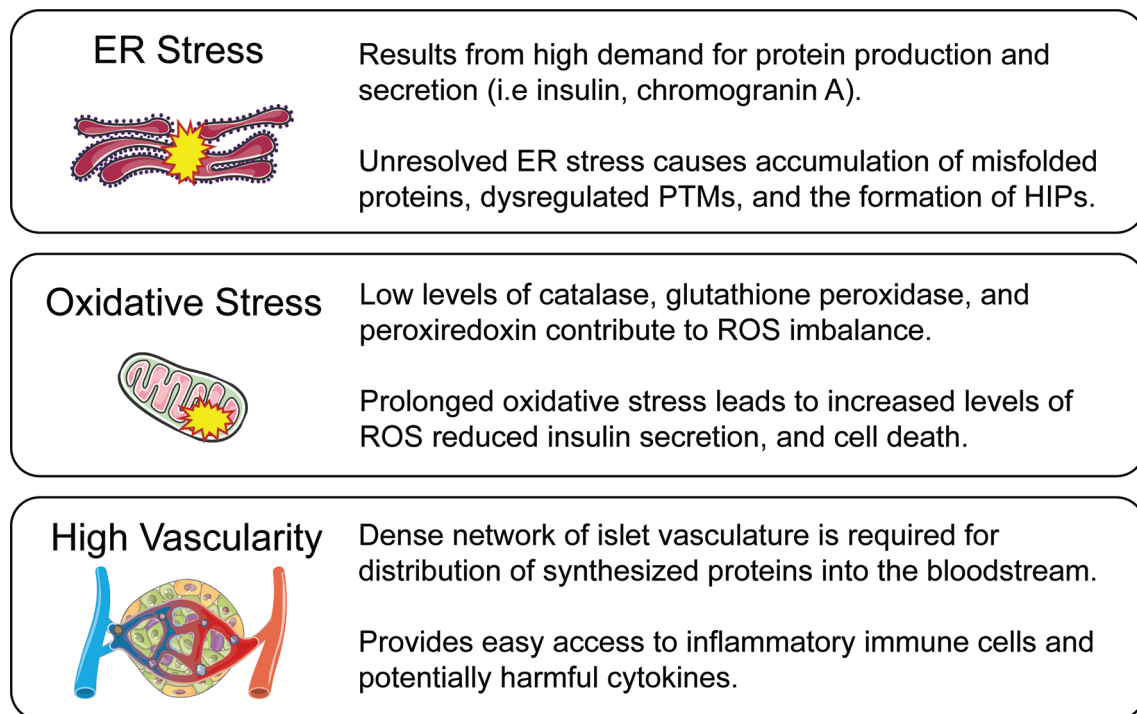 ER Stress
Results from high demand for protein production and
secretion (i.e insulin, chromogranin A).
Unresolved ER stress causes accumulation of misfolded
proteins, dysregulated PTMs, and the formation of HIPs.
Oxidative Stress
Low levels of catalase, glutathione peroxidase, and
peroxiredoxin contribute to ROS imbalance.
Prolonged oxidative stress leads to increased levels of
ROS reduced insulin secretion, and cell death.
High Vascularity
Dense network of islet vasculature is required for
distribution of synthesized proteins into the bloodstream.
Provides easy access to inflammatory immune cells and
potentially harmful cytokines.